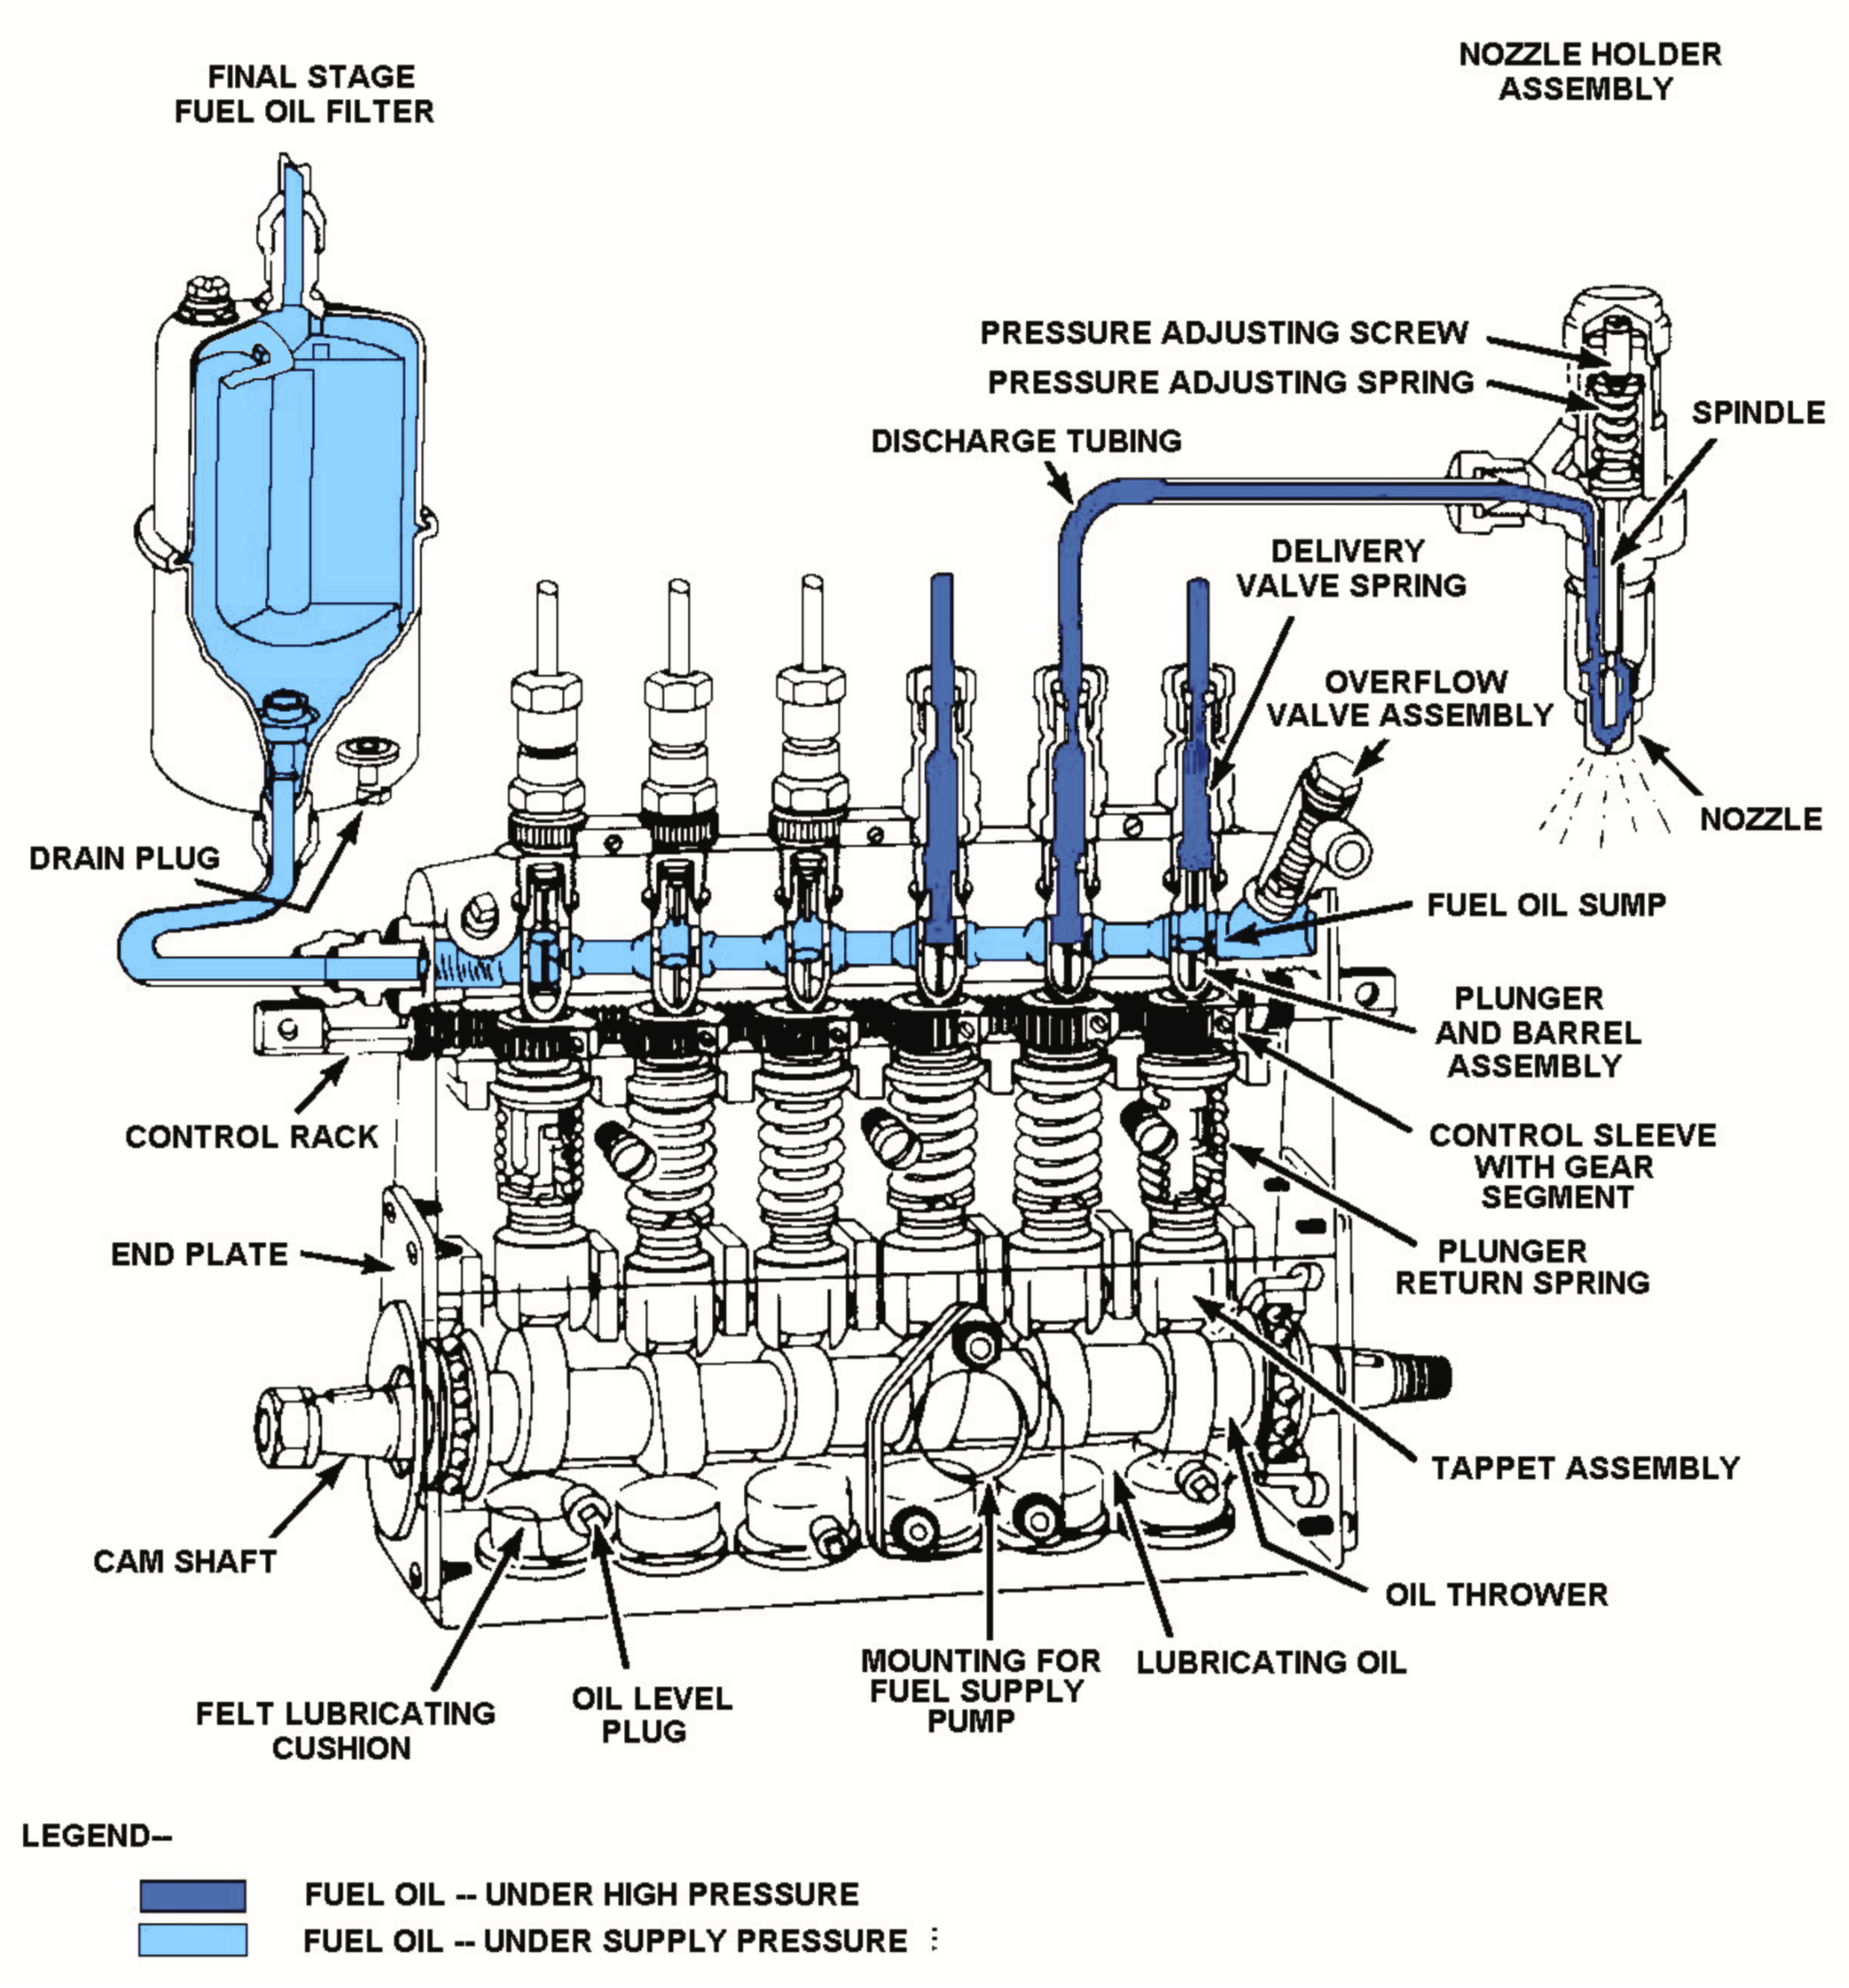 FINAL STAGE
FUEL OIL FILTER
NOZZLE HOLDER
ASSEMBLY
PRESSURE ADJUSTING SCREW
PRESSURE ADJUSTING SPRING
SPINDLE
DISCHARGE TUBING
DELIVERY
VALVE SPRING
OVERFLOW
VALVE ASSEMBLY
NOZZLE
DRAIN PLUG
FUEL OIL SUMP
PLUNGER
AND BARREL
ASSEMBLY
CONTROL RACK
CONTROL SLEEVE
WITH GEAR
SEGMENT
END PLATE
PLUNGER
RETURN SPRING
TAPPET ASSEMBLY
CAM SHAFT
OIL THROWER
MOUNTING FOR
FUEL SUPPLY
PUMP
LUBRICATING OIL
FELT LUBRICATING
CUSHION
OIL LEVEL
PLUG
LEGEND--
FUEL OIL -- UNDER HIGH PRESSURE
FUEL OIL -- UNDER SUPPLY PRESSURE